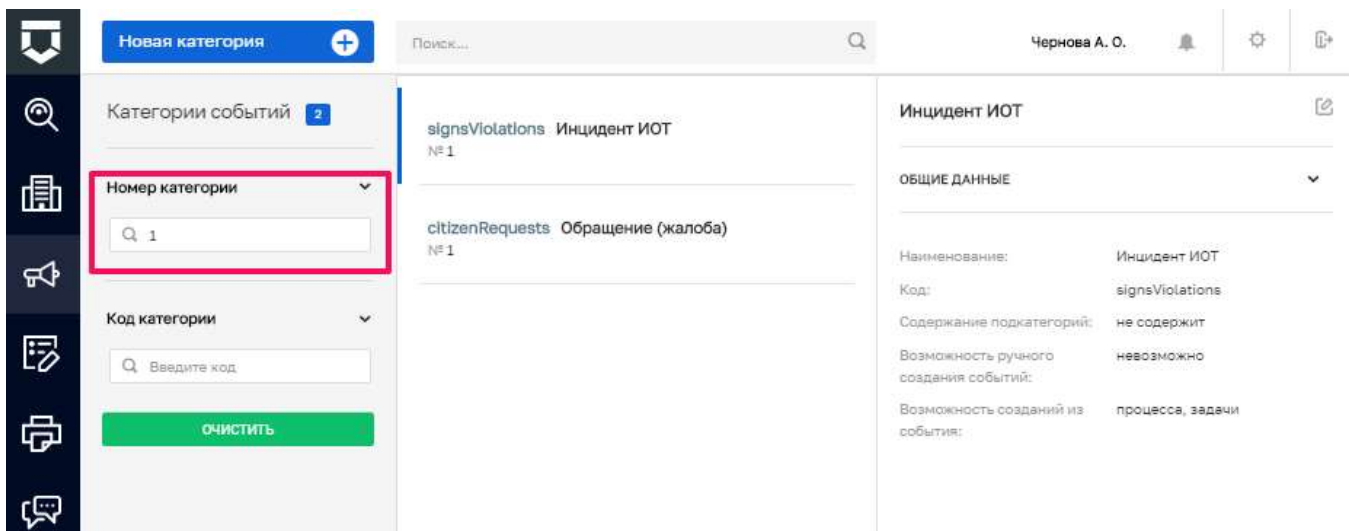 Новая категория
Поиск...
Чернова А. О.
Категории событий 2
Номер категории
1
Код категории
Введите код
ОЧИСТИТЬ
signsViolations Инцидент ИОТ
№ 1
citizenRequests Обращение (жалоба)
№ 1
Инцидент ИОТ
ОБЩИЕ ДАННЫЕ
Наименование: Инцидент ИОТ
Код: signsViolations
Содержание подкатегорий: не содержит
Возможность ручного невозможно
создания событий:
Возможность созданий из процесса, задачи
события: